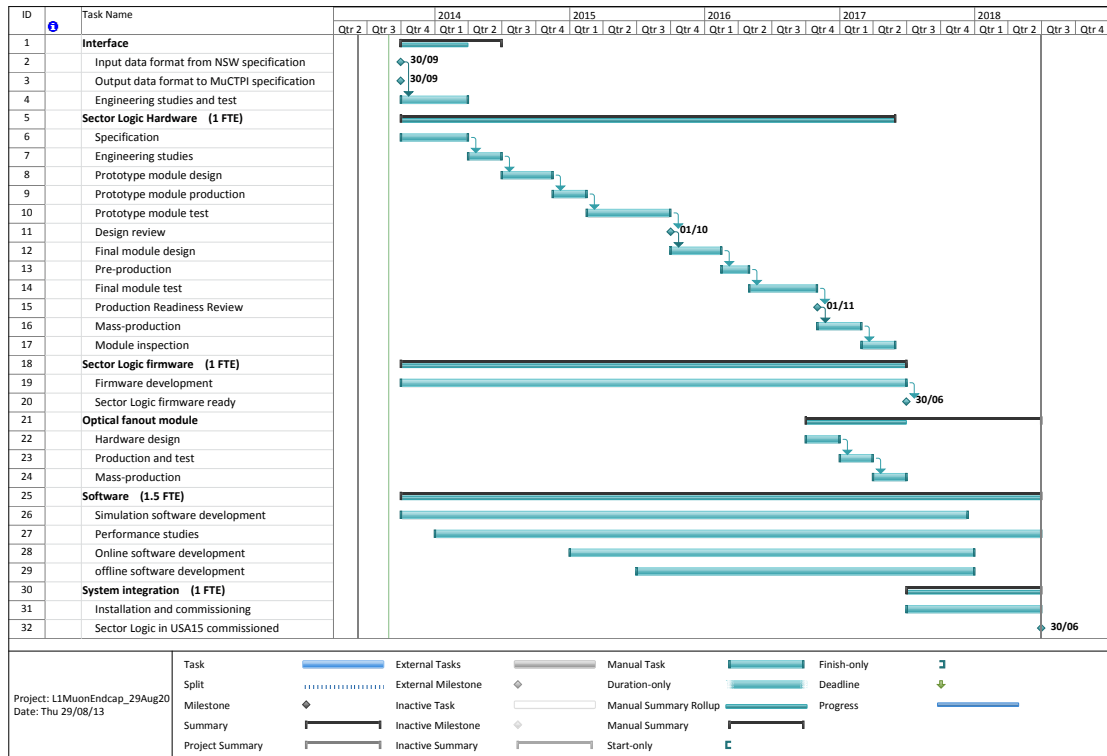 ID Task Name 2014 2015 2016 2017 2018
Qtr 2 Qtr 3 Qtr 4 Qtr 1 Qtr 2 Qtr 3 Qtr 4 Qtr 1 Qtr 2 Qtr 3 Qtr 4 Qtr 1 Qtr 2 Qtr 3 Qtr 4 Qtr 1 Qtr 2 Qtr 3 Qtr 4 Qtr 1 Qtr 2 Qtr 3 Qtr 4
1 Interface
2 Input data format from NSW specification 30/09
3 Output data format to MuCTPI specification 30/09
4 Engineering studies and test
5 Sector Logic Hardware (1 FTE)
6 Specification
7 Engineering studies
8 Prototype module design
9 Prototype module production
10 Prototype module test
11 Design review 01/10
12 Final module design
13 Pre-production
14 Final module test
15 Production Readiness Review 01/11
16 Mass-production
17 Module inspection
18 Sector Logic firmware (1 FTE)
19 Firmware development
20 Sector Logic firmware ready 30/06
21 Optical fanout module
22 Hardware design
23 Production and test
24 Mass-production
25 Software (1.5 FTE)
26 Simulation software development
27 Performance studies
28 Online software development
29 offline software development
30 System integration (1 FTE)
31 Installation and commissioning
32 Sector Logic in USA15 commissioned 30/06
Project: L1MuonEndcap_29Aug20
Date: Thu 29/08/13
Task External Tasks Manual Task Finish-only
Split External Milestone Duration-only Deadline
Milestone Inactive Task Manual Summary Rollup Progress
Summary Inactive Milestone Manual Summary
Project Summary Inactive Summary Start-only